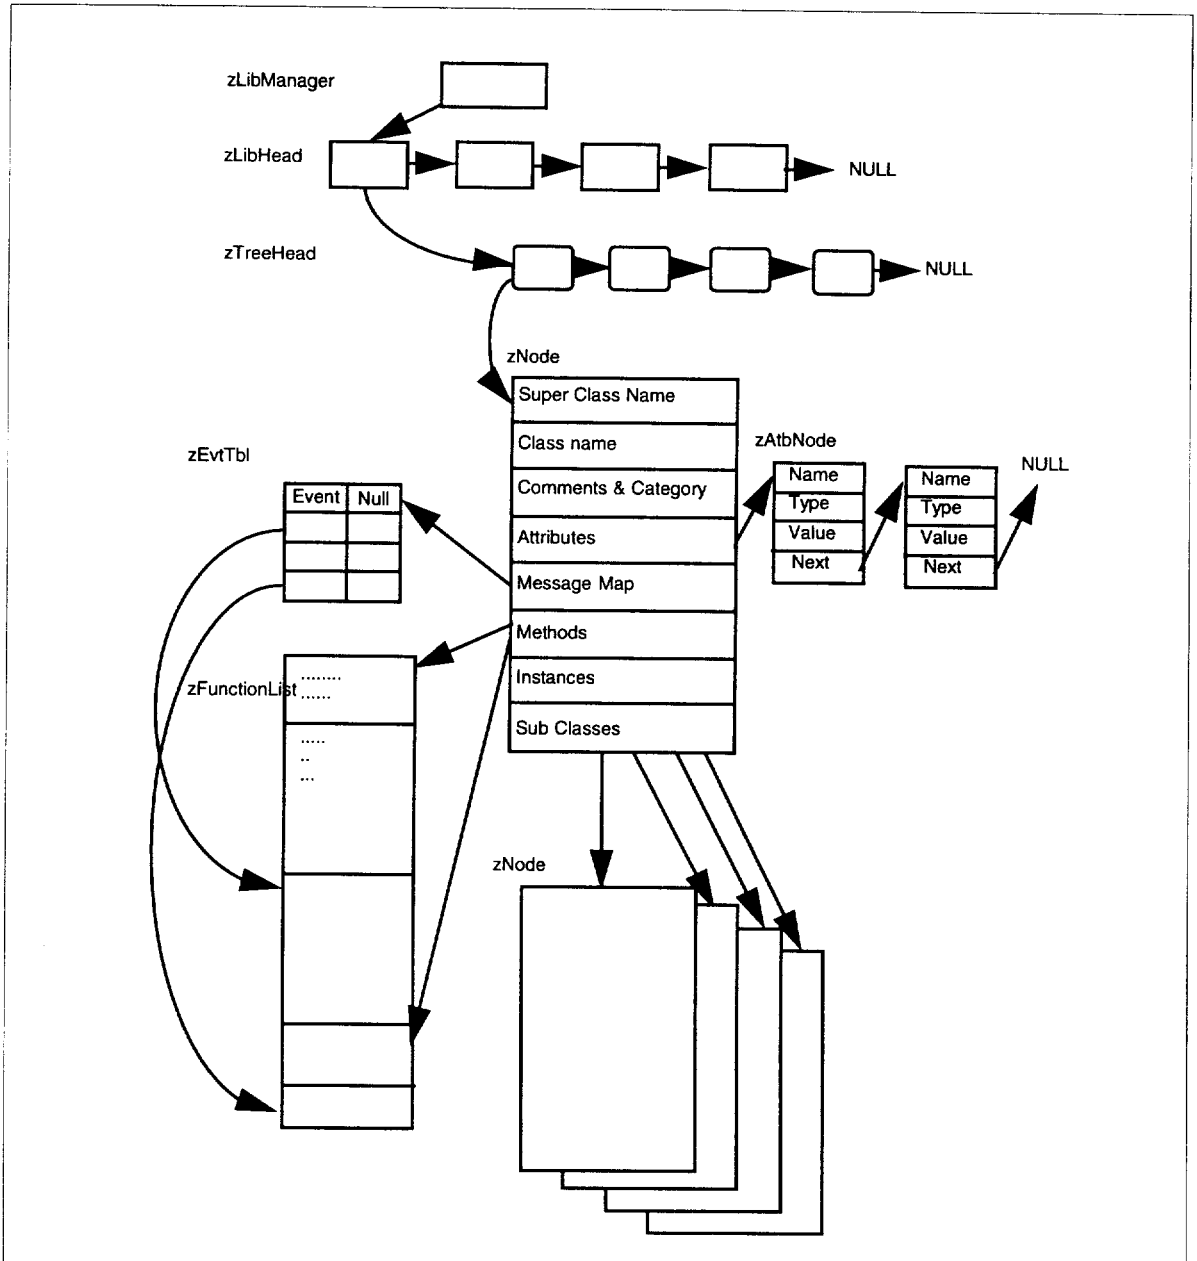 zLibManager
zLibHead
NULL
zTreeHead
NULL
zNode
Super Class Name
Class name
Comments & Category
Attributes
Message Map
Methods
Instances
Sub Classes
zAtbNode
Name
Type
Value
Next
Name
Type
Value
Next
NULL
zEvtTbl
Event Null
zFunctionList
........
......
.....
..
...
zNode